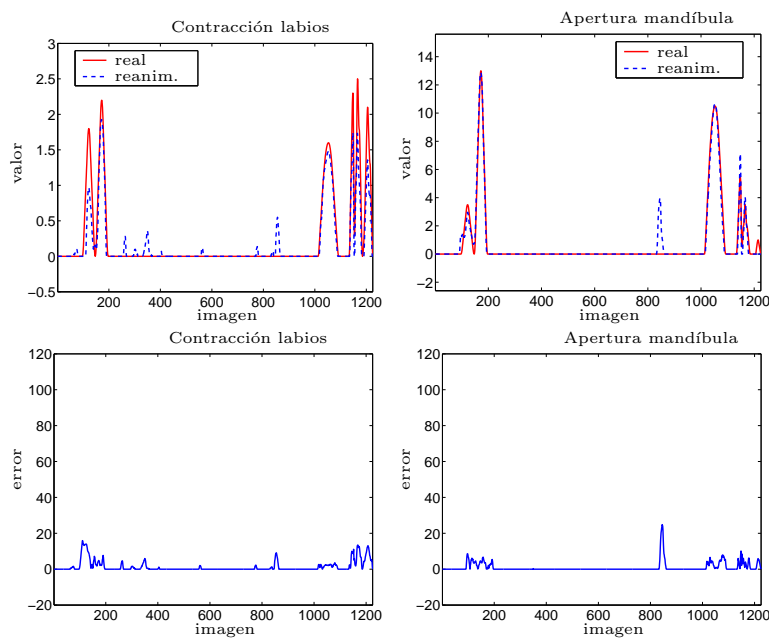 Contracción labios
3
2.5
2
1.5
1
0.5
0
−0.5
valor
real
reanim.
200 400 600 800 1000 1200
imagen
Apertura mandíbula
14
12
10
8
6
4
2
0
−2
valor
real
reanim.
200 400 600 800 1000 1200
imagen
Contracción labios
120
100
80
60
40
20
0
−20
error
200 400 600 800 1000 1200
imagen
Apertura mandíbula
120
100
80
60
40
20
0
−20
error
200 400 600 800 1000 1200
imagen